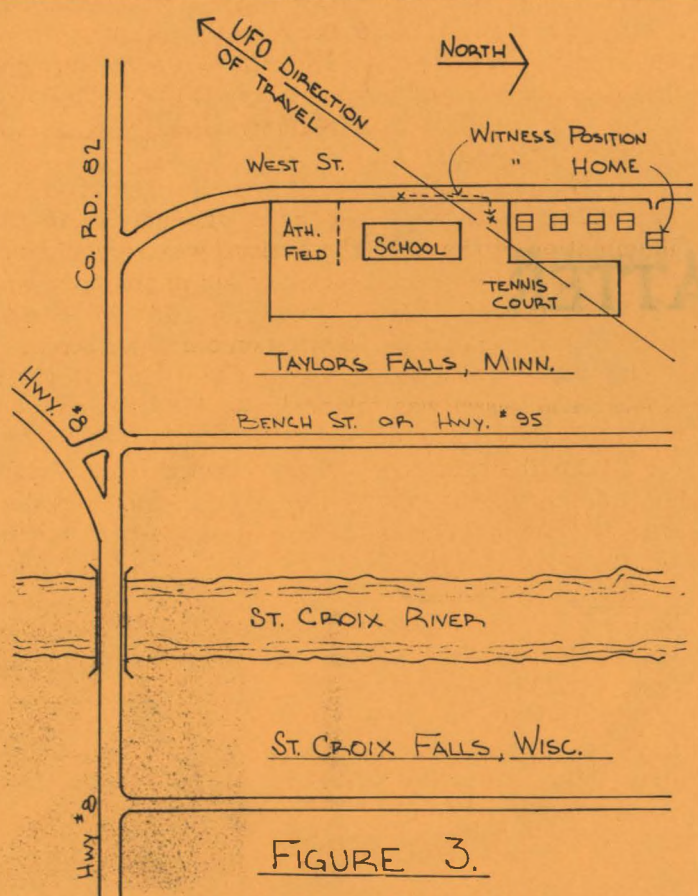 UFO DIRECTION
OF TRAVEL
NORTH
WITNESS POSITION
" HOME
WEST ST.
CO. RD. 82
ATH.
FIELD
SCHOOL
TENNIS
COURT
TAYLORS FALLS, MINN.
HWY. #8
BENCH ST. OR HWY. #95
ST. CROIX RIVER
ST. CROIX FALLS, WISC.
HWY #8
FIGURE 3.